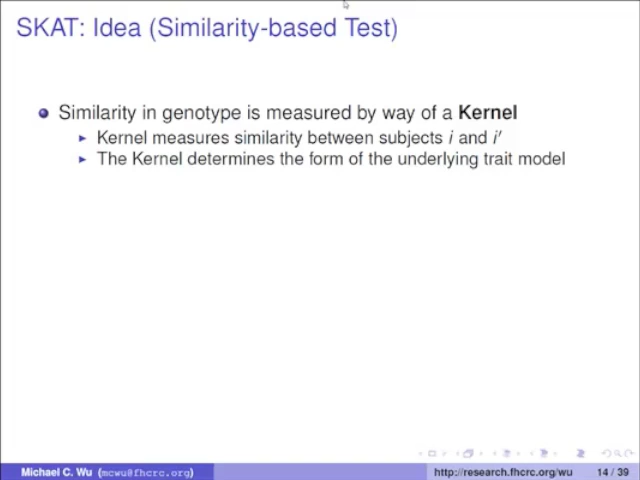 SKAT: Idea (Similarity-based Test)
Similarity in genotype is measured by way of a Kernel
Kernel measures similarity between subjects i and i′
The Kernel determines the form of the underlying trait model
Michael C. Wu (mcwu@fhcrc.org)
http://research.fhcrc.org/wu
14 / 39